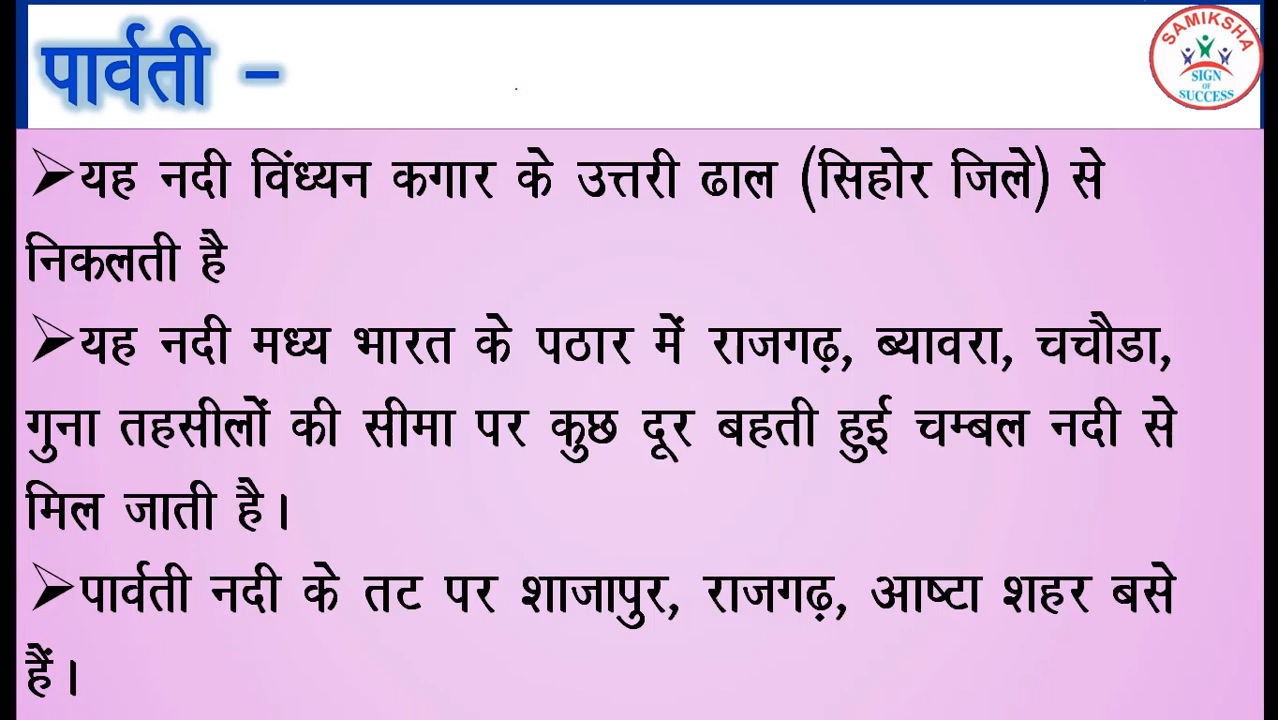 पार्वती –
SAMIKSHA
SIGN
OF
SUCCESS
➢यह नदी विंध्यन कगार के उत्तरी ढाल (सिहोर जिले) से
निकलती है
➢यह नदी मध्य भारत के पठार में राजगढ़, ब्यावरा, चचौडा,
गुना तहसीलों की सीमा पर कुछ दूर बहती हुई चम्बल नदी से
मिल जाती है।
➢पार्वती नदी के तट पर शाजापुर, राजगढ़, आष्टा शहर बसे
हैं।